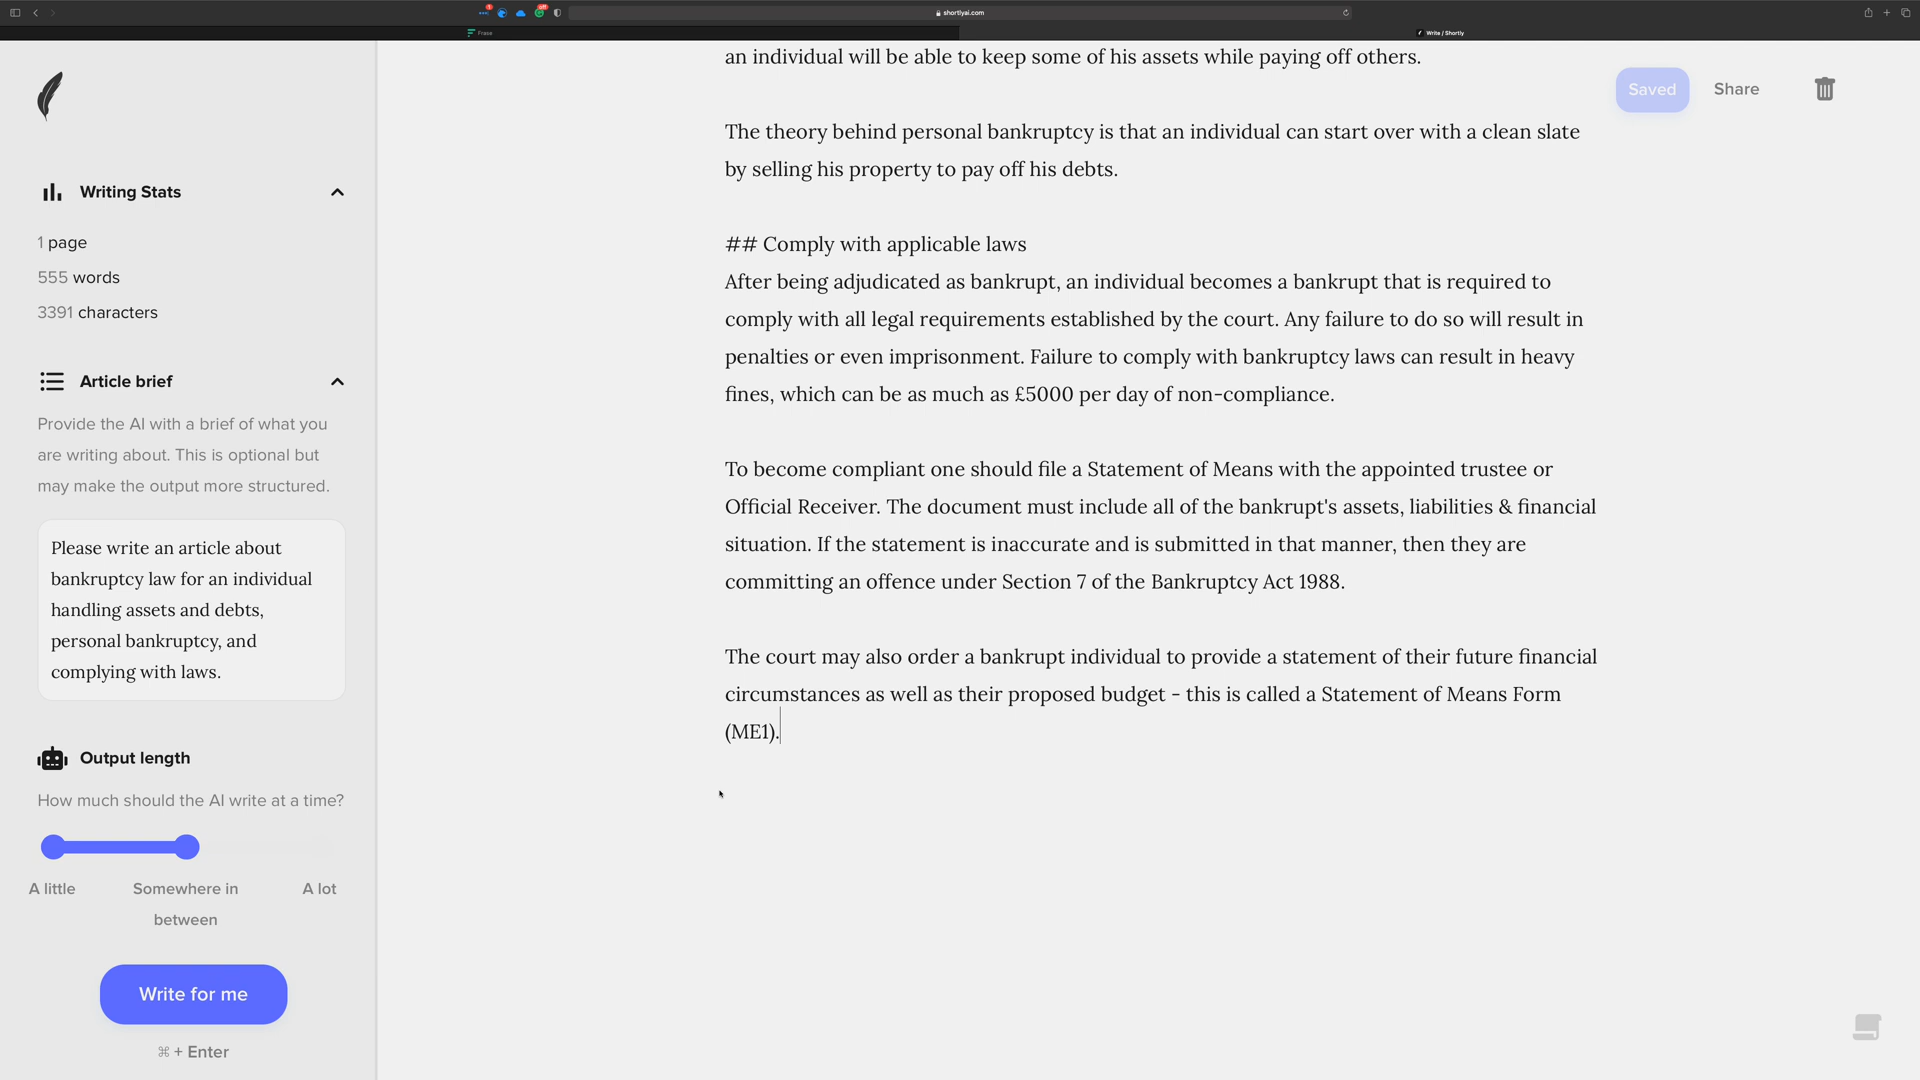 shortlyai.com
Frase
Write / Shortly
Saved
Share
Writing Stats
1 page
555 words
3391 characters
Article brief
Provide the AI with a brief of what you
are writing about. This is optional but
may make the output more structured.
Please write an article about
bankruptcy law for an individual
handling assets and debts,
personal bankruptcy, and
complying with laws.
Output length
How much should the AI write at a time?
A little
Somewhere in
between
A lot
Write for me
⌘ + Enter
an individual will be able to keep some of his assets while paying off others.
The theory behind personal bankruptcy is that an individual can start over with a clean slate
by selling his property to pay off his debts.
## Comply with applicable laws
After being adjudicated as bankrupt, an individual becomes a bankrupt that is required to
comply with all legal requirements established by the court. Any failure to do so will result in
penalties or even imprisonment. Failure to comply with bankruptcy laws can result in heavy
fines, which can be as much as £5000 per day of non-compliance.
To become compliant one should file a Statement of Means with the appointed trustee or
Official Receiver. The document must include all of the bankrupt's assets, liabilities & financial
situation. If the statement is inaccurate and is submitted in that manner, then they are
committing an offence under Section 7 of the Bankruptcy Act 1988.
The court may also order a bankrupt individual to provide a statement of their future financial
circumstances as well as their proposed budget - this is called a Statement of Means Form
(ME1).